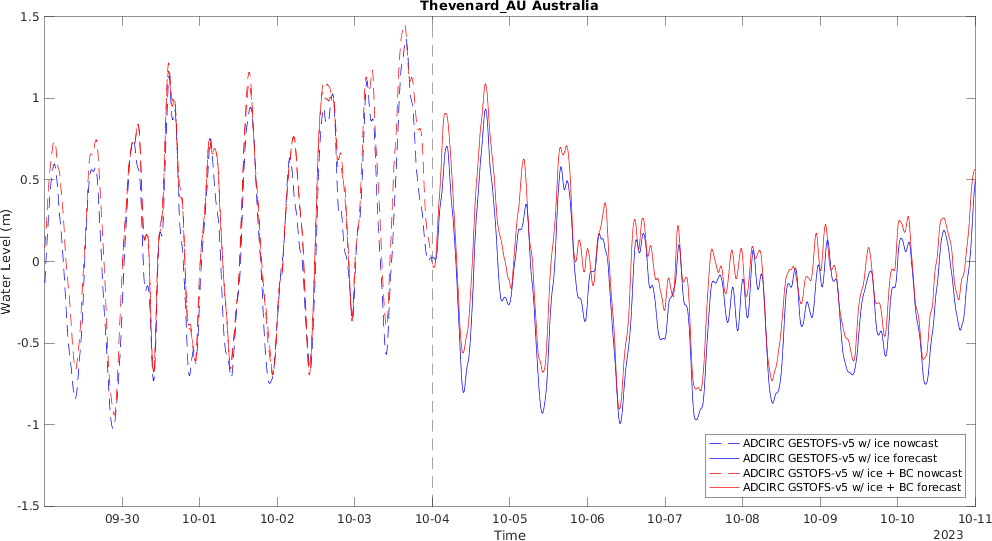 Thevenard_AU Australia
1.5
1
0.5
0
-0.5
-1
-1.5
Water Level (m)
ADCIRC GESTOFS-v5 w/ ice nowcast
ADCIRC GESTOFS-v5 w/ ice forecast
ADCIRC GSTOFS-v5 w/ ice + BC nowcast
ADCIRC GSTOFS-v5 w/ ice + BC forecast
09-30 10-01 10-02 10-03 10-04 10-05 10-06 10-07 10-08 10-09 10-10 10-11
Time
2023